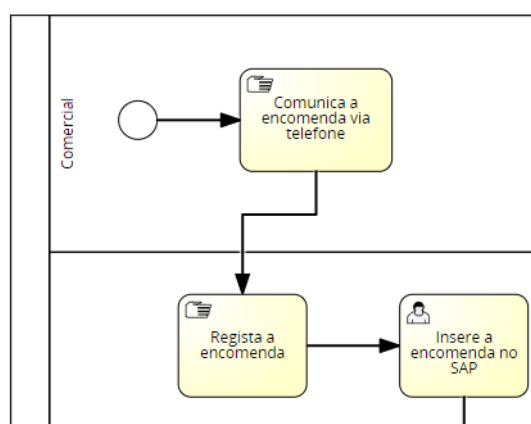 Comercial
Comunica a
encomenda via
telefone
Regista a
encomenda
Insere a
encomenda no
SAP